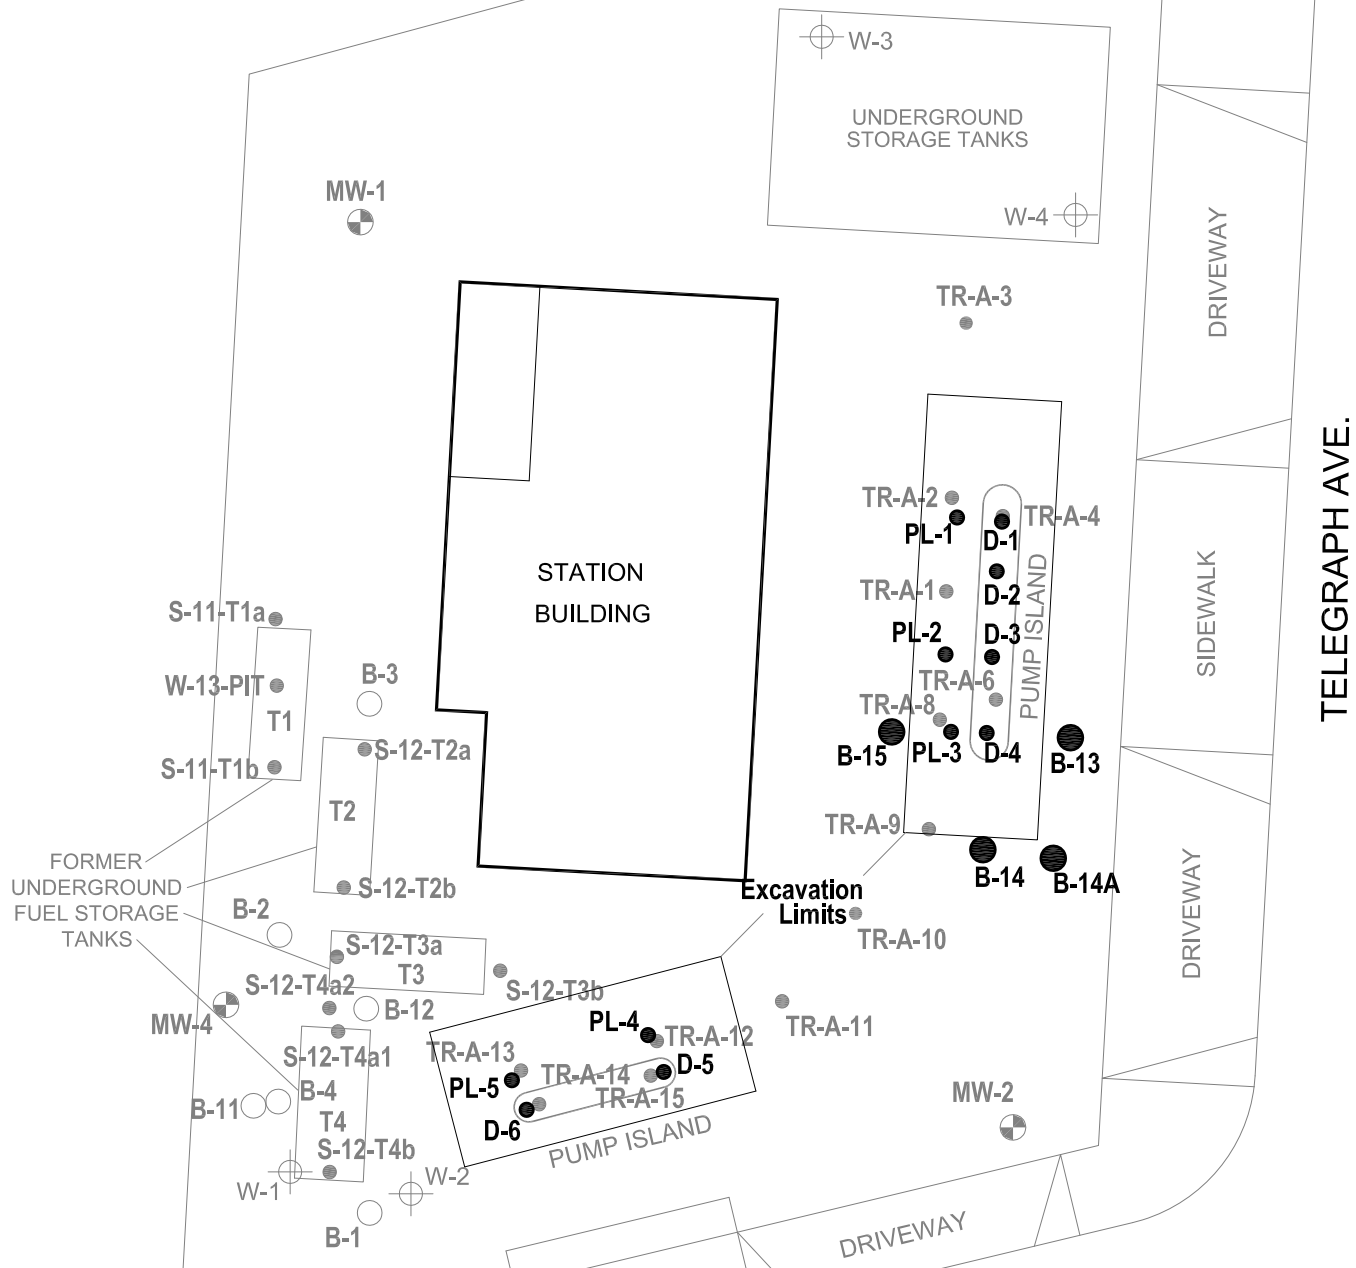 W-3
UNDERGROUND
STORAGE TANKS
MW-1
W-4
DRIVEWAY
TR-A-3
TELEGRAPH AVE.
TR-A-2
PL-1
TR-A-4
D-1
STATION
BUILDING
TR-A-1
D-2
PUMP ISLAND
SIDEWALK
S-11-T1a
PL-2
D-3
W-13-PIT
B-3
TR-A-6
T1
TR-A-8
S-12-T2a
B-15
PL-3
D-4
B-13
S-11-T1b
T2
TR-A-9
FORMER
UNDERGROUND
FUEL STORAGE
TANKS
S-12-T2b
Excavation
Limits
B-14
B-14A
DRIVEWAY
B-2
TR-A-10
S-12-T3a
T3
S-12-T4a2
S-12-T3b
B-12
MW-4
PL-4
TR-A-11
TR-A-12
S-12-T4a1
TR-A-13
D-5
PL-5
TR-A-14
B-4
TR-A-15
B-11
T4
D-6
MW-2
PUMP ISLAND
S-12-T4b
W-1
W-2
B-1
DRIVEWAY